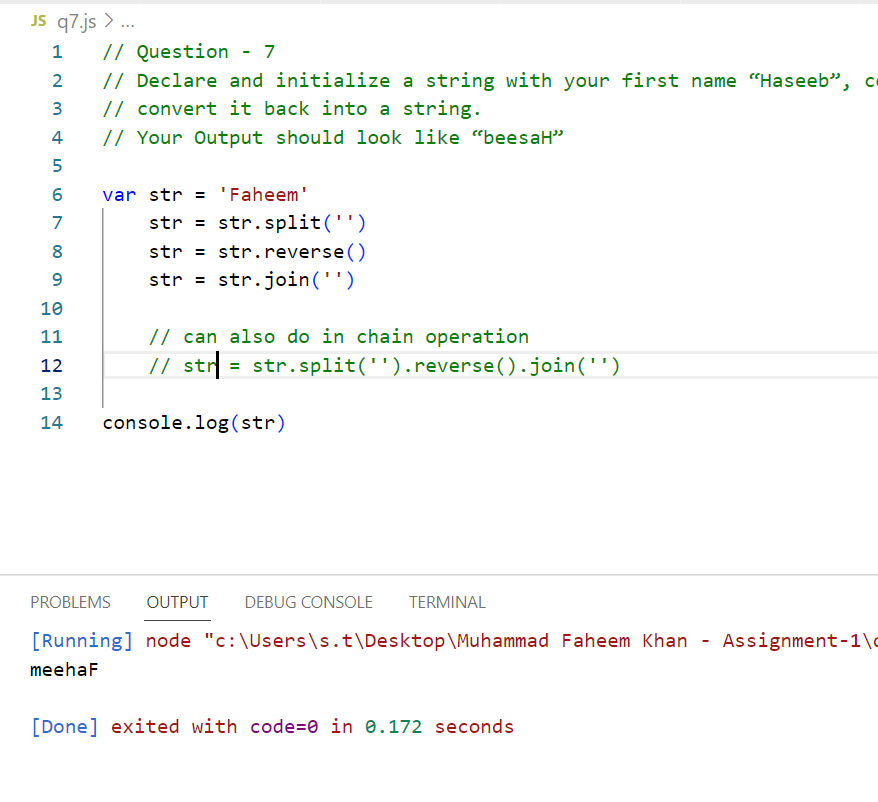 JS q7.js > ...
1 // Question - 7
2 // Declare and initialize a string with your first name “Haseeb”,
3 // convert it back into a string.
4 // Your Output should look like “beesaH”
5
6 var str = 'Faheem'
7 str = str.split('')
8 str = str.reverse()
9 str = str.join('')
10
11 // can also do in chain operation
12 // str = str.split('').reverse().join('')
13
14 console.log(str)
PROBLEMS OUTPUT DEBUG CONSOLE TERMINAL
[Running] node "c:\Users\s.t\Desktop\Muhammad Faheem Khan - Assignment-1\
meehaF
[Done] exited with code=0 in 0.172 seconds